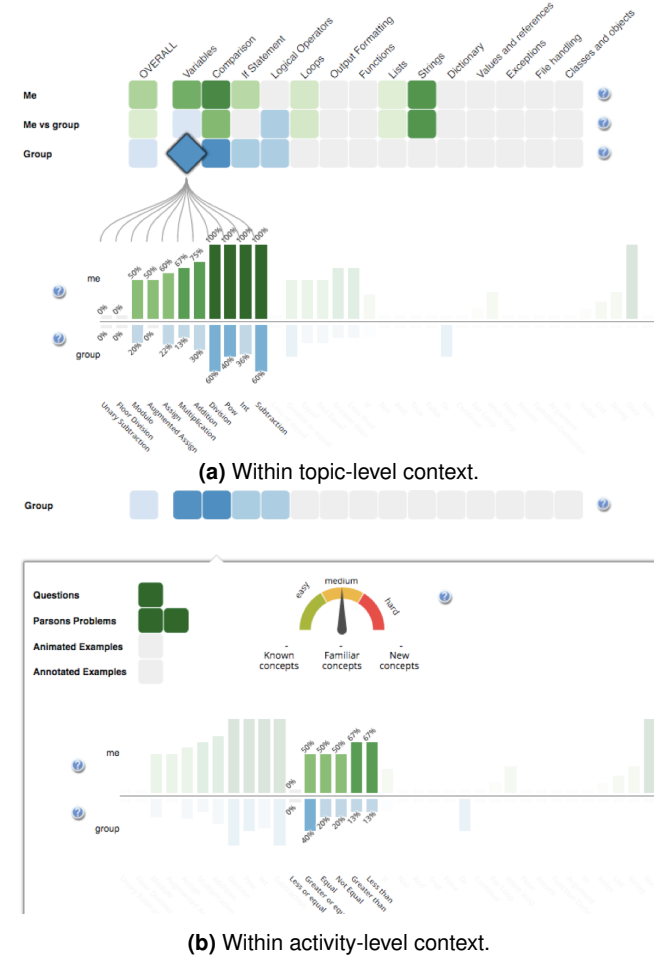 OVERALL
Variables
Comparison
If Statement
Logical Operators
Loops
Output Formatting
Functions
Lists
Strings
Dictionary
Values and references
Exceptions
File handling
Classes and objects
Me
?
Me vs group
?
Group
?
me
0%
0%
50%
50%
60%
67%
75%
100%
100%
100%
100%
?
?
group
0%
0%
20%
0%
22%
13%
30%
60%
40%
36%
60%
Unary Subtraction
Floor Division
Modulo
Augmented Assign
Assign
Multiplication
Addition
Division
Pow
Int
Subtraction
(a) Within topic-level context.
Group
?
Questions
Parsons Problems
Animated Examples
Annotated Examples
easy
medium
hard
?
- - -
Known Familiar New
concepts concepts concepts
me
0%
50%
50%
50%
67%
67%
?
?
group
0%
40%
20%
20%
13%
13%
Less or equal
Greater or equ
Equal
Not Equal
Greater than
Less than
(b) Within activity-level context.